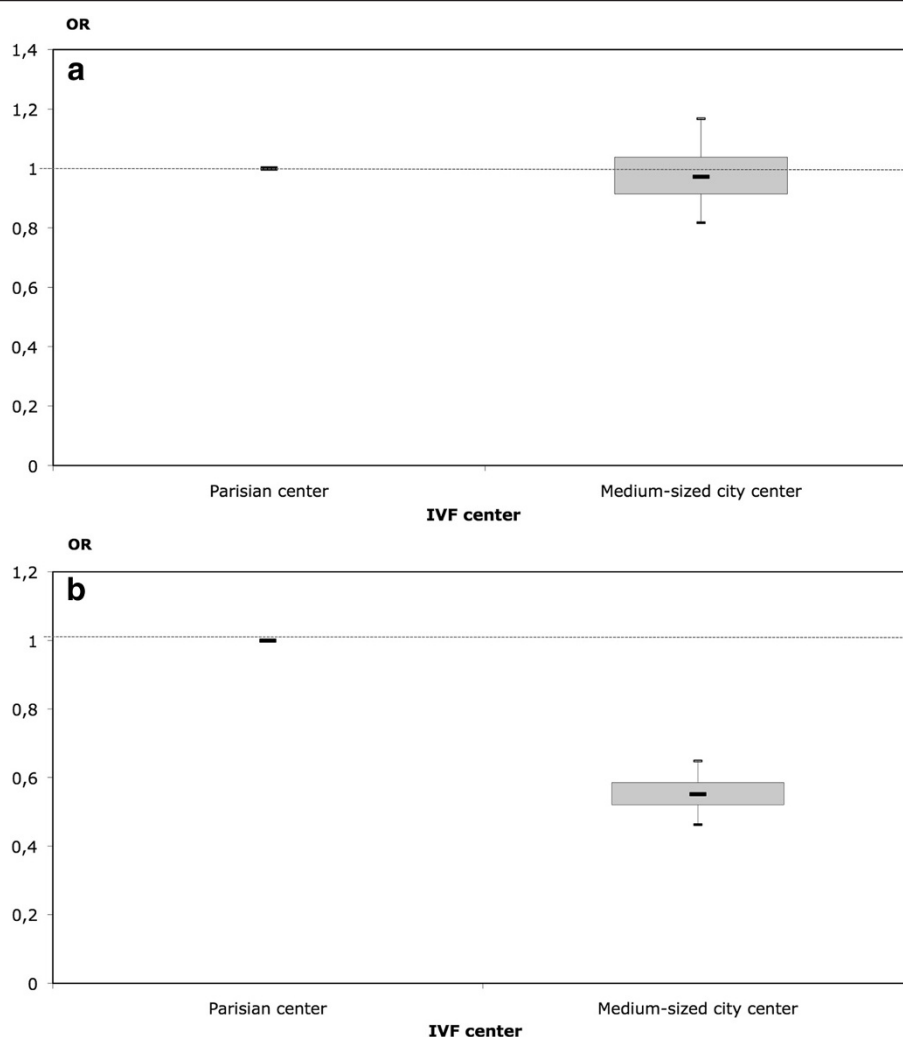 OR
1,4
a
1,2
1
0,8
0,6
0,4
0,2
0
Parisian center Medium-sized city center
IVF center
OR
1,2
b
1
0,8
0,6
0,4
0,2
0
Parisian center Medium-sized city center
IVF center